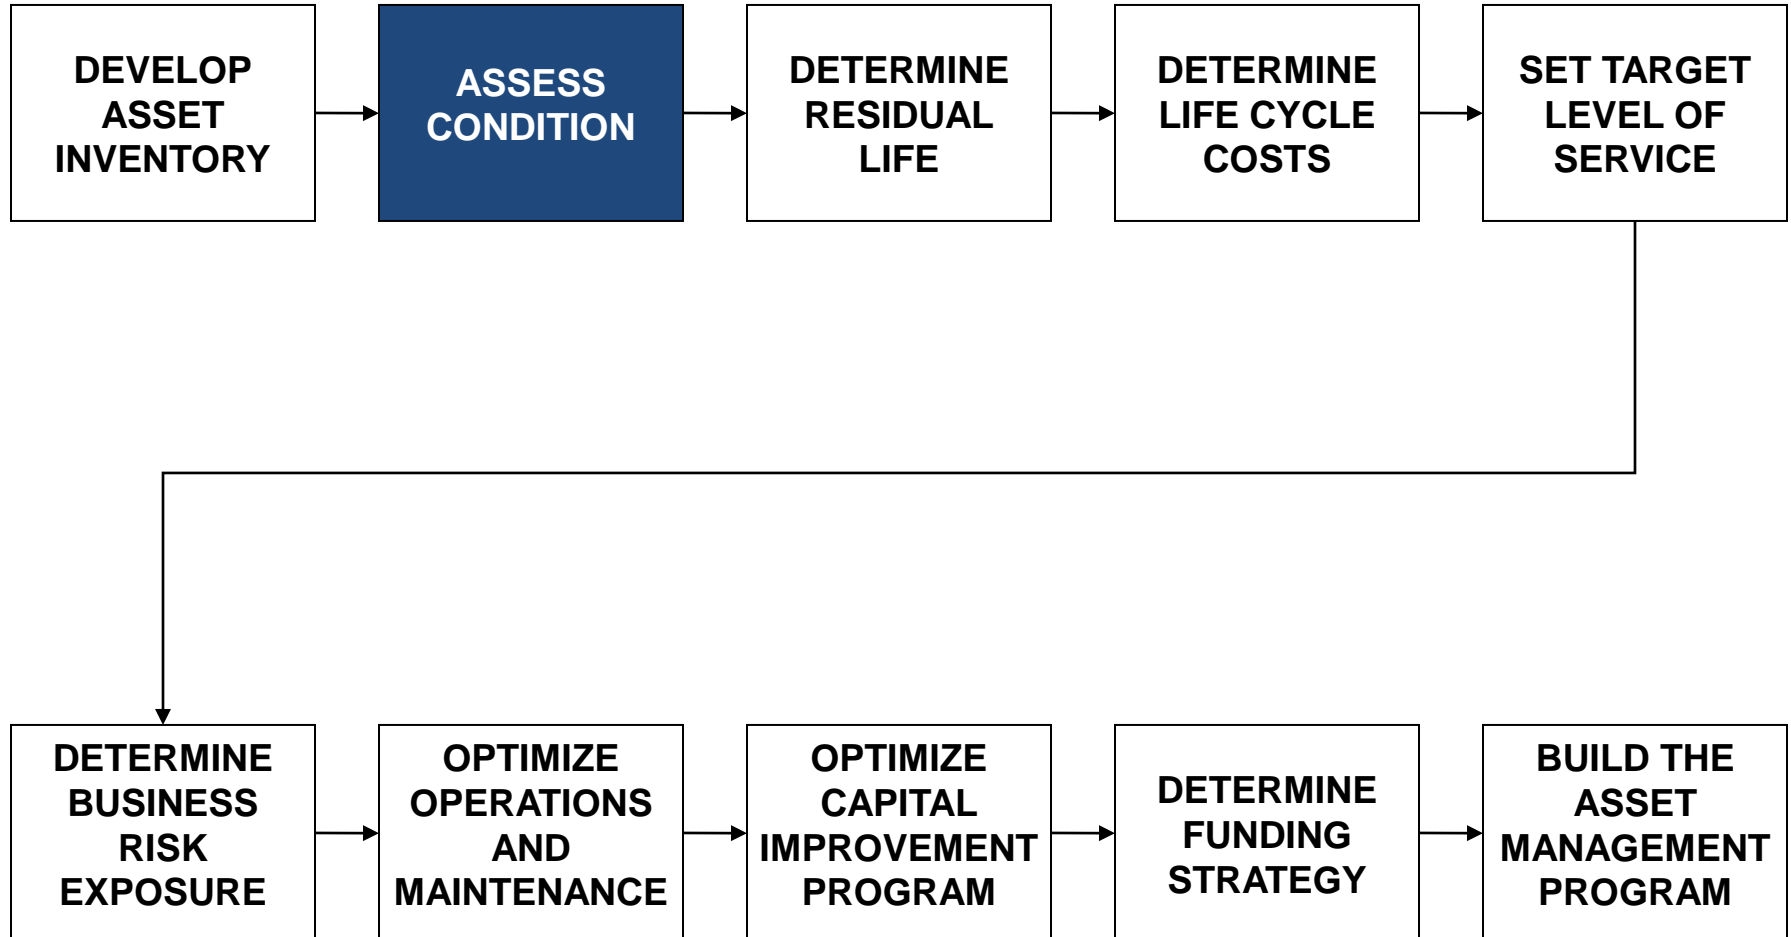 DEVELOP
ASSET
INVENTORY
ASSESS
CONDITION
DETERMINE
RESIDUAL
LIFE
DETERMINE
LIFE CYCLE
COSTS
SET TARGET
LEVEL OF
SERVICE
DETERMINE
BUSINESS
RISK
EXPOSURE
OPTIMIZE
OPERATIONS
AND
MAINTENANCE
OPTIMIZE
CAPITAL
IMPROVEMENT
PROGRAM
DETERMINE
FUNDING
STRATEGY
BUILD THE
ASSET
MANAGEMENT
PROGRAM